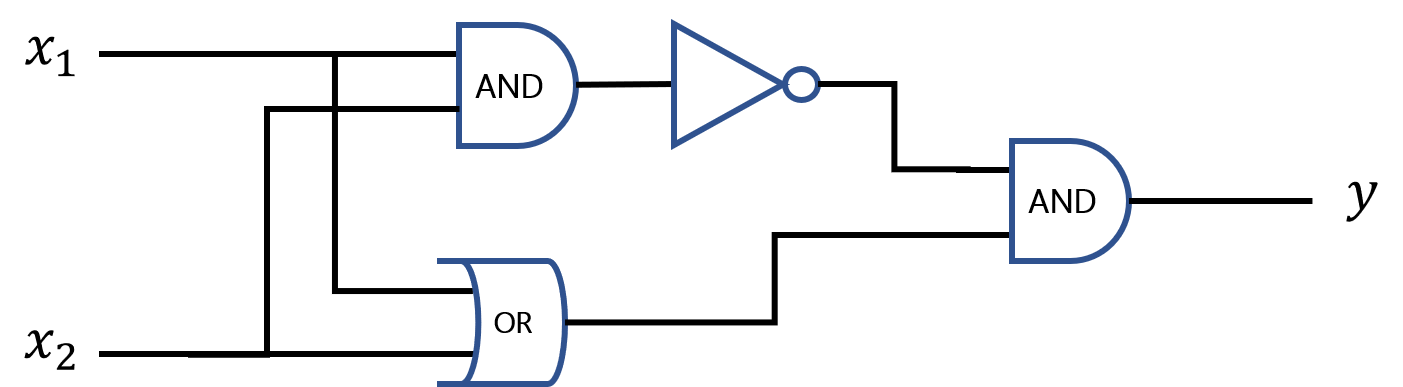 x₁
AND
AND
y
OR
x₂